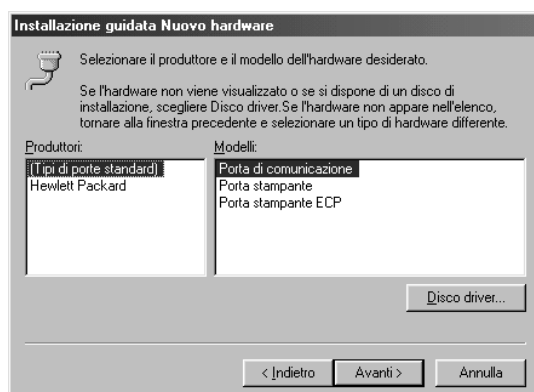 Installazione guidata Nuovo hardware
Selezionare il produttore e il modello dell'hardware desiderato.
Se l'hardware non viene visualizzato o se si dispone di un disco di
installazione, scegliere Disco driver.Se l'hardware non appare nell'elenco,
tornare alla finestra precedente e selezionare un tipo di hardware differente.
Produttori:
(Tipi di porte standard)
Hewlett Packard
Modelli:
Porta di comunicazione
Porta stampante
Porta stampante ECP
Disco driver...
< Indietro
Avanti >
Annulla